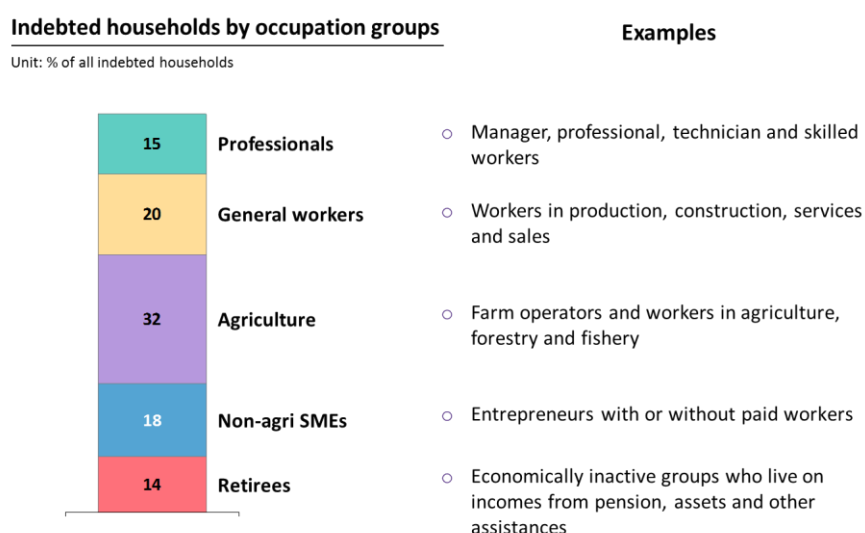 Indebted households by occupation groups
Unit: % of all indebted households
Examples
15
Professionals
○ Manager, professional, technician and skilled
workers
20
General workers
○ Workers in production, construction, services
and sales
32
Agriculture
○ Farm operators and workers in agriculture,
forestry and fishery
18
Non-agri SMEs
○ Entrepreneurs with or without paid workers
14
Retirees
○ Economically inactive groups who live on
incomes from pension, assets and other
assistances